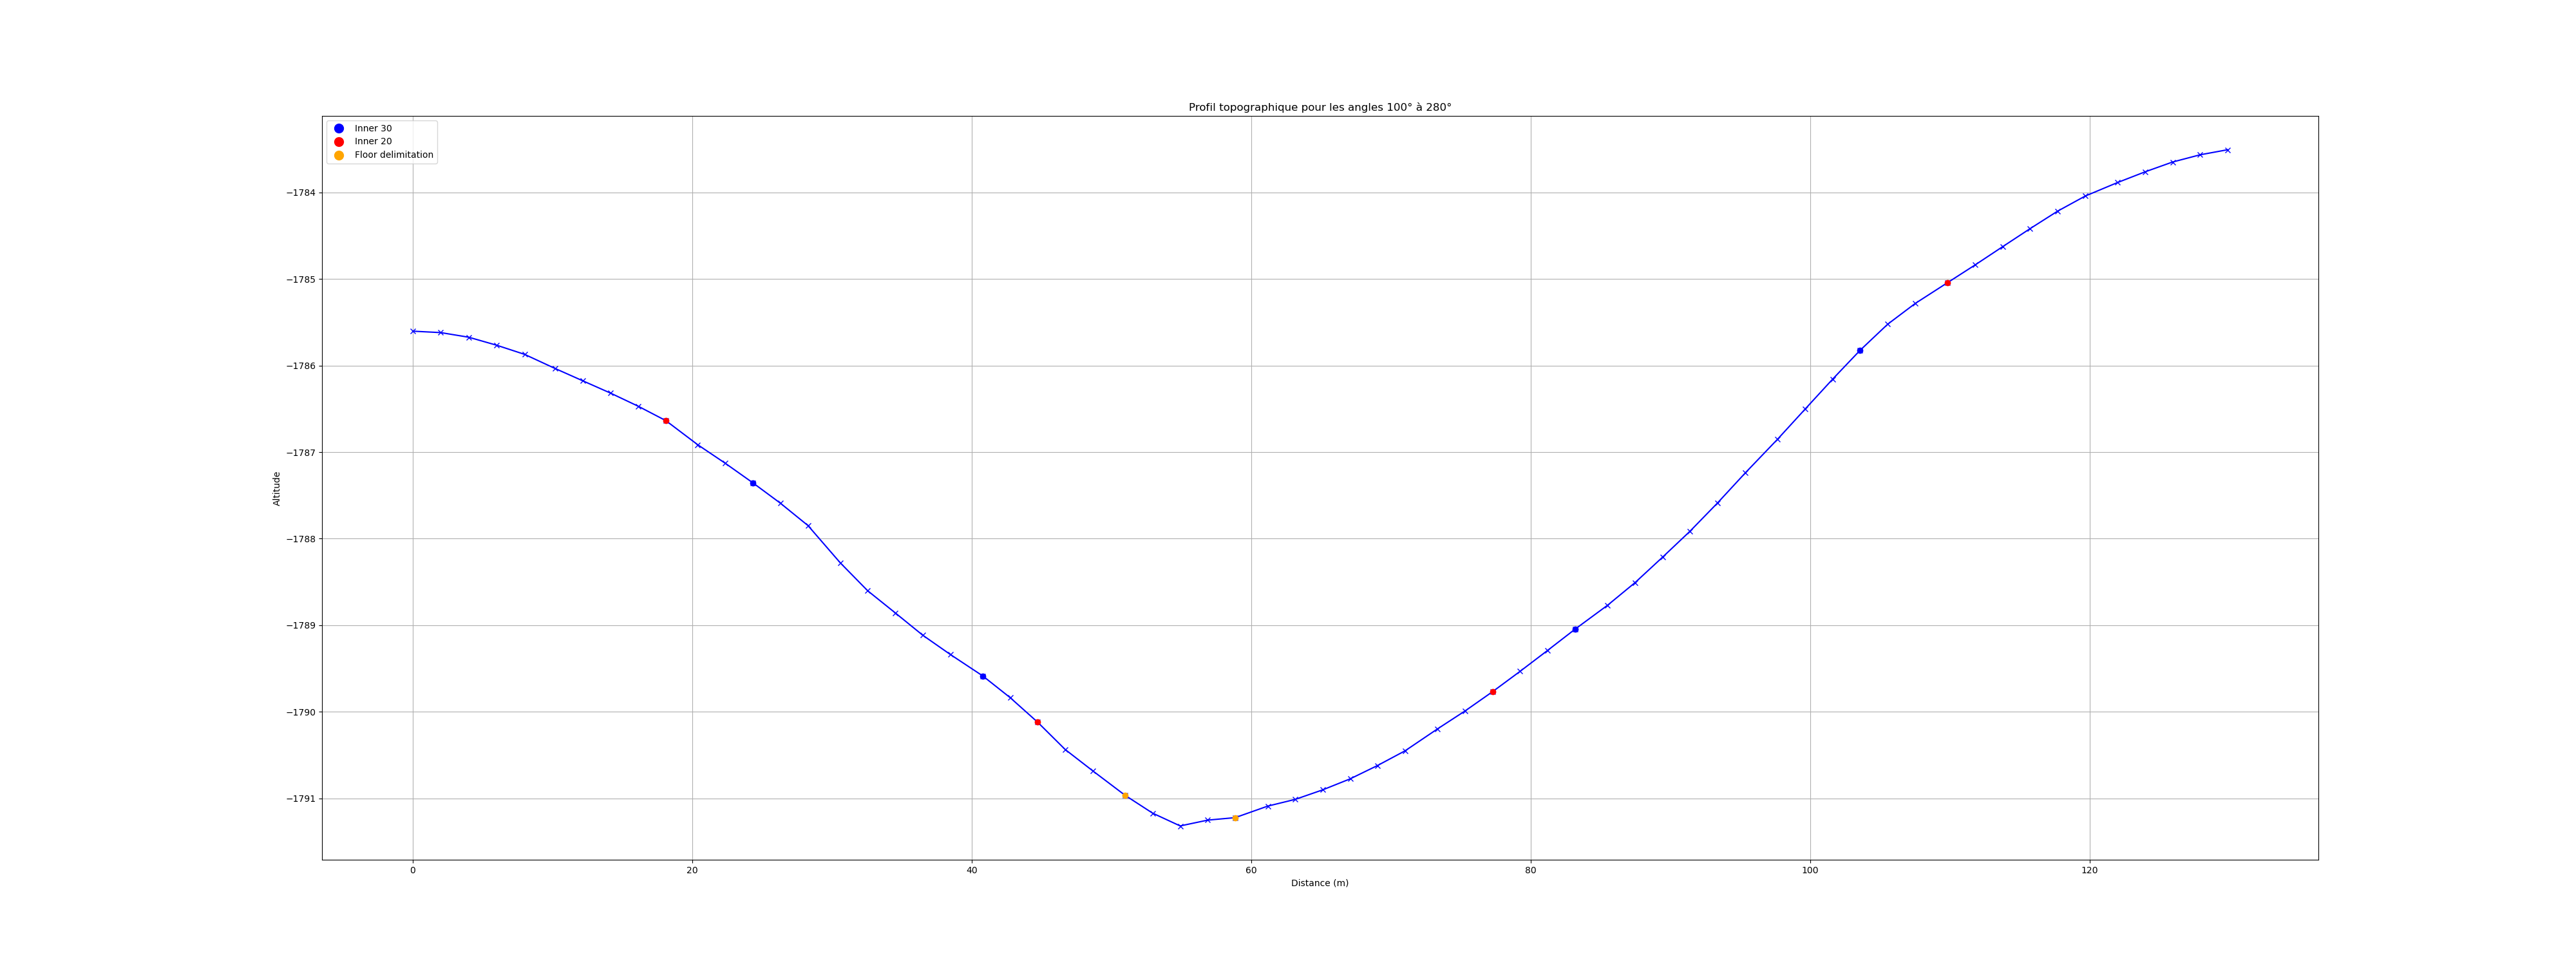 Profil topographique pour les angles 100° à 280°
Inner 30
Inner 20
Floor delimitation
Altitude
−1784
−1785
−1786
−1787
−1788
−1789
−1790
−1791
0 20 40 60 80 100 120
Distance (m)